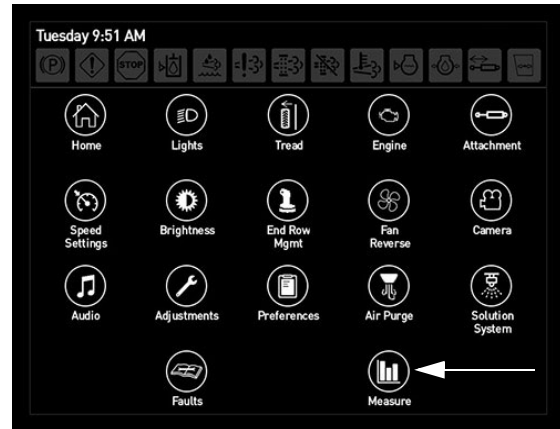 Tuesday 9:51 AM
(P) STOP
Home Lights Tread Engine Attachment
Speed Brightness End Row Fan Camera
Settings Mgmt Reverse
Audio Adjustments Preferences Air Purge Solution
System
Faults Measure